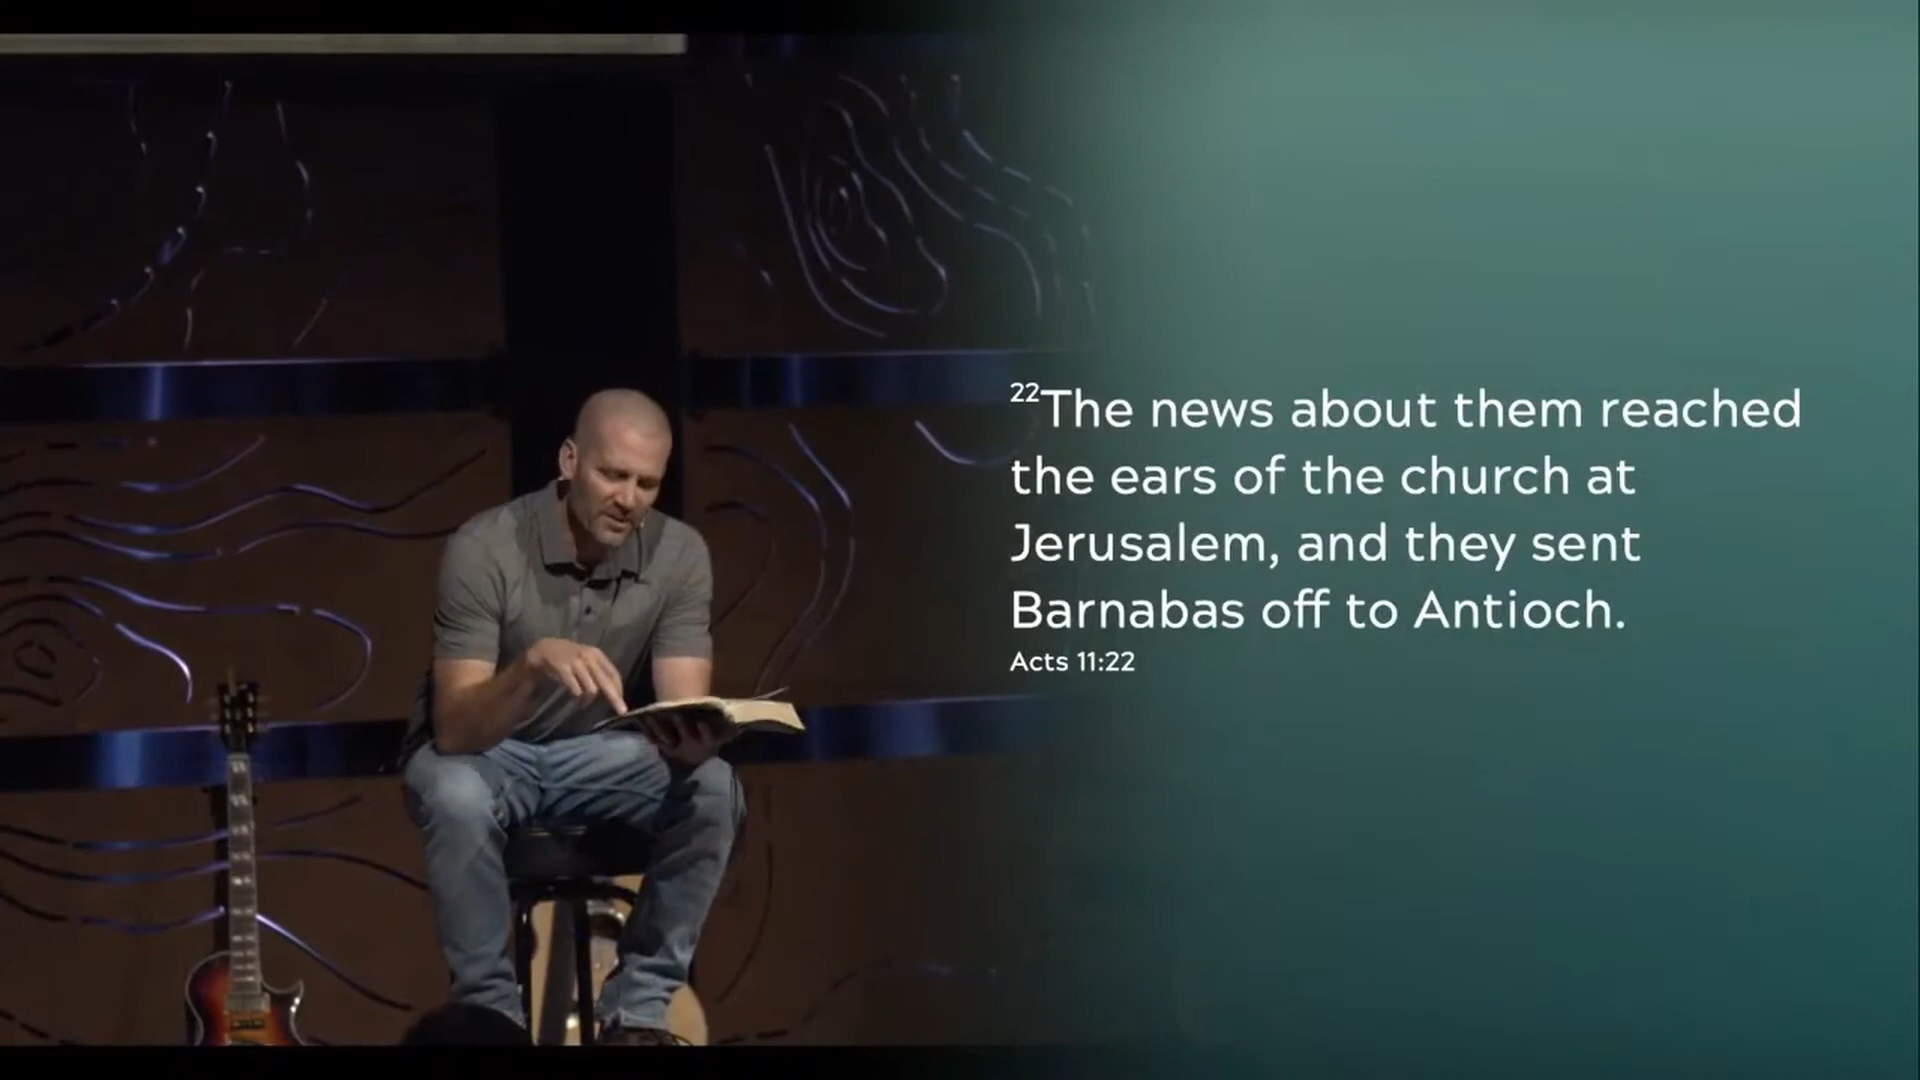 22The news about them reached
the ears of the church at
Jerusalem, and they sent
Barnabas off to Antioch.
Acts 11:22